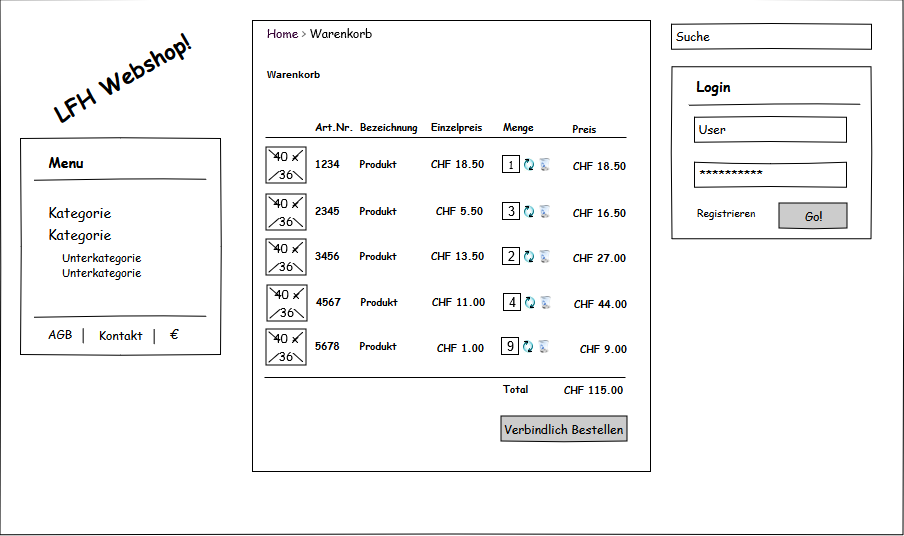 LFH Webshop!
Menu
Kategorie
Kategorie
Unterkategorie
Unterkategorie
AGB | Kontakt | €
Home > Warenkorb
Warenkorb
Art.Nr. Bezeichnung Einzelpreis Menge Preis
40 x 36 1234 Produkt CHF 18.50 1 CHF 18.50
40 x 36 2345 Produkt CHF 5.50 3 CHF 16.50
40 x 36 3456 Produkt CHF 13.50 2 CHF 27.00
40 x 36 4567 Produkt CHF 11.00 4 CHF 44.00
40 x 36 5678 Produkt CHF 1.00 9 CHF 9.00
Total CHF 115.00
Verbindlich Bestellen
Suche
Login
User
**********
Registrieren Go!